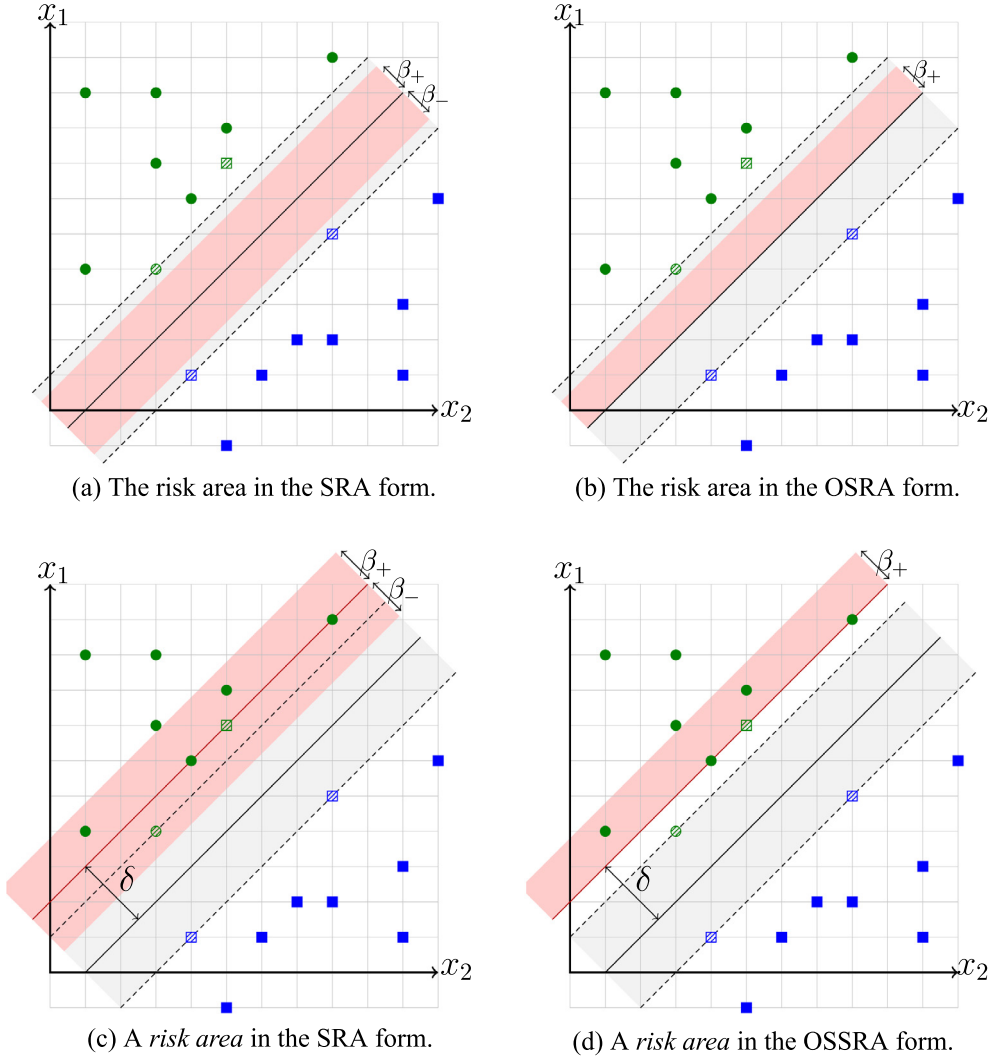 x₁
β₊
β₋
x₂
(a) The risk area in the SRA form.
x₁
β₊
x₂
(b) The risk area in the OSRA form.
x₁
β₊
β₋
δ
x₂
(c) A risk area in the SRA form.
x₁
β₊
δ
x₂
(d) A risk area in the OSSRA form.